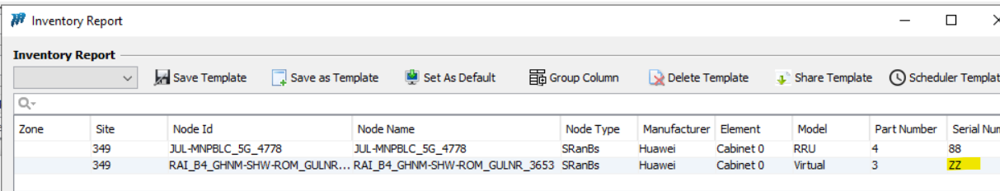 Inventory Report
Inventory Report
Save Template Save as Template Set As Default Group Column Delete Template Share Template Scheduler Templat
Zone Site Node Id Node Name Node Type Manufacturer Element Model Part Number Serial Num
349 JUL-MNPBLC_5G_4778 JUL-MNPBLC_5G_4778 SRanBs Huawei Cabinet 0 RRU 4 88
349 RAI_B4_GHNM-SHW-ROM_GULNR... RAI_B4_GHNM-SHW-ROM_GULNR_3653 SRanBs Huawei Cabinet 0 Virtual 3 ZZ